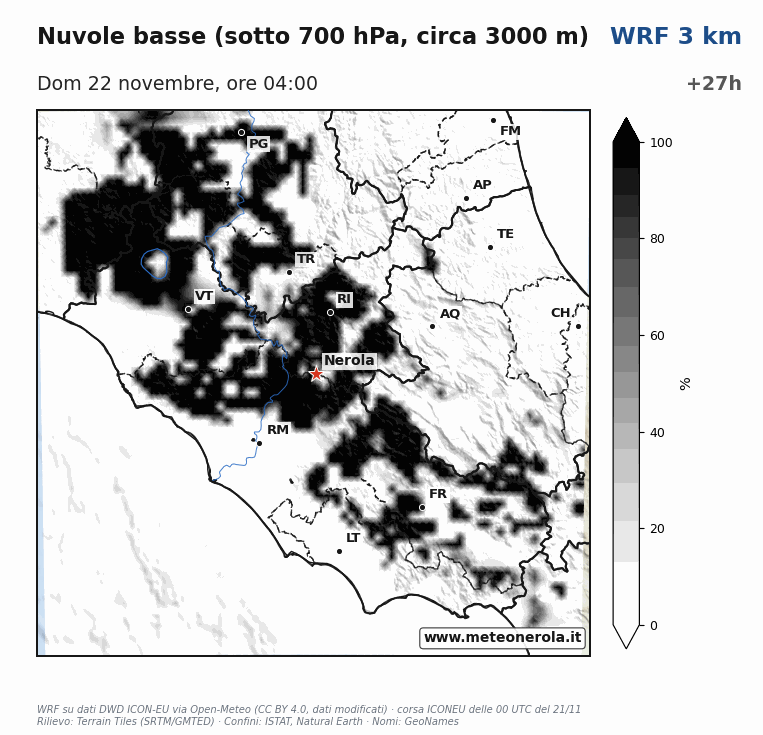 Nuvole basse (sotto 700 hPa, circa 3000 m) WRF 3 km
Dom 22 novembre, ore 04:00 +27h
FM
PG
AP
TE
TR
VT
RI
AQ
CH
Nerola
RM
FR
LT
www.meteonerola.it
100
80
60
40
20
0
%
WRF su dati DWD ICON-EU via Open-Meteo (CC BY 4.0, dati modificati) · corsa ICONEU delle 00 UTC del 21/11
Rilievo: Terrain Tiles (SRTM/GMTED) · Confini: ISTAT, Natural Earth · Nomi: GeoNames